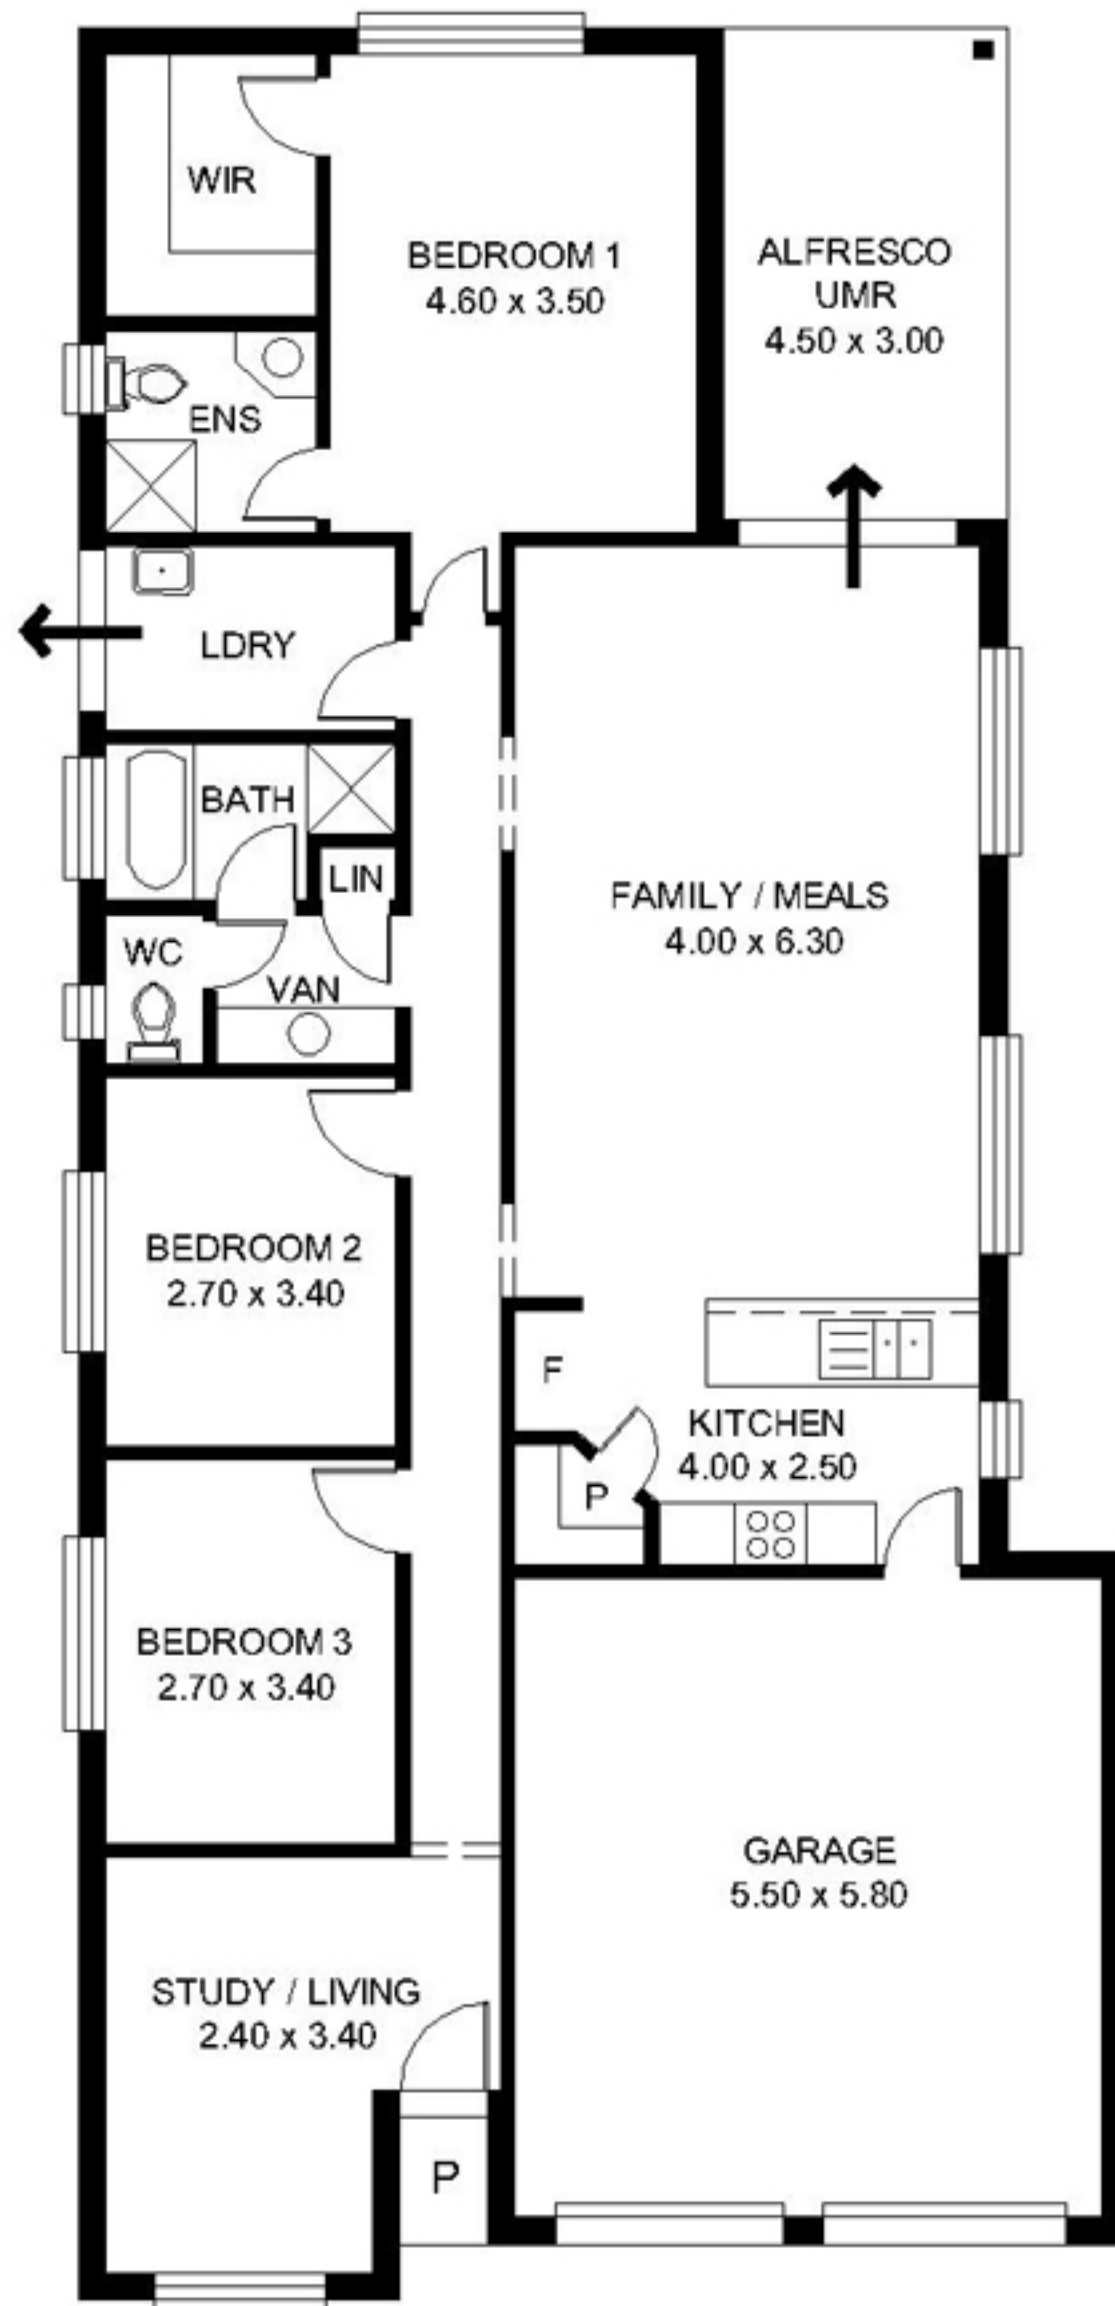 WIR
BEDROOM 1
4.60 x 3.50
ALFRESCO
UMR
4.50 x 3.00
ENS
LDRY
BATH
LIN
FAMILY / MEALS
4.00 x 6.30
WC
VAN
BEDROOM 2
2.70 x 3.40
F
KITCHEN
4.00 x 2.50
P
BEDROOM 3
2.70 x 3.40
GARAGE
5.50 x 5.80
STUDY / LIVING
2.40 x 3.40
P